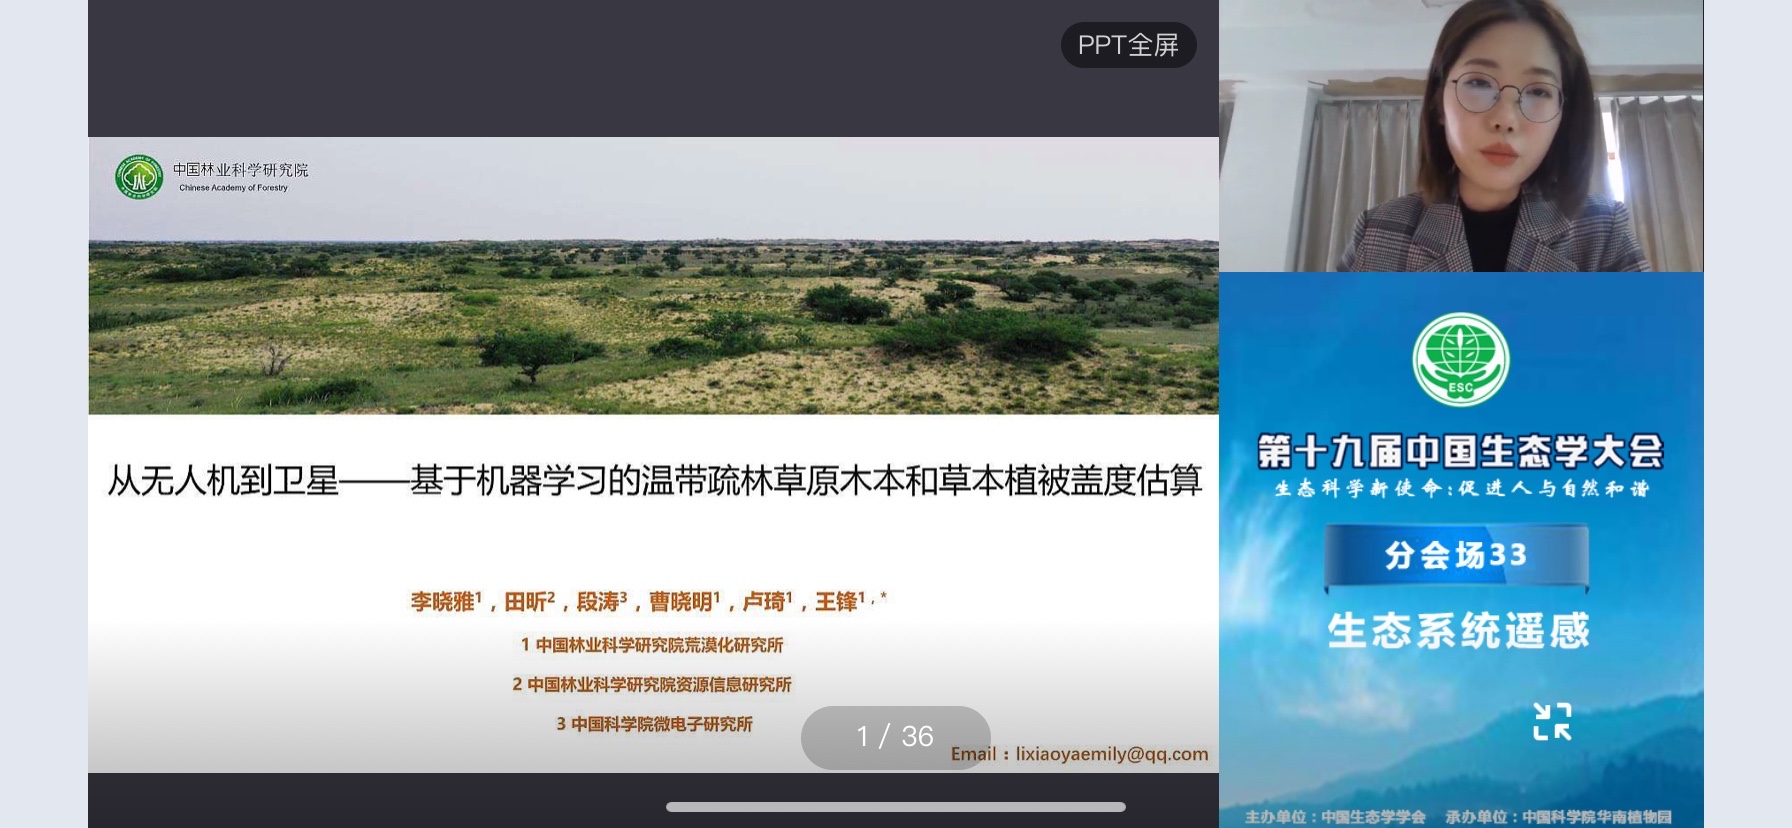 PPT全屏
中国林业科学研究院
Chinese Academy of Forestry
从无人机到卫星——基于机器学习的温带疏林草原木本和草本植被盖度估算
李晓雅1，田昕2，段涛3，曹晓明1，卢琦1，王锋1，*
1 中国林业科学研究院荒漠化研究所
2 中国林业科学研究院资源信息研究所
3 中国科学院微电子研究所
1 / 36
Email：lixiaoyaemily@qq.com
ESC
第十九届中国生态学大会
生态科学新使命:促进人与自然和谐
分会场33
生态系统遥感
主办单位：中国生态学学会 承办单位：中国科学院华南植物园